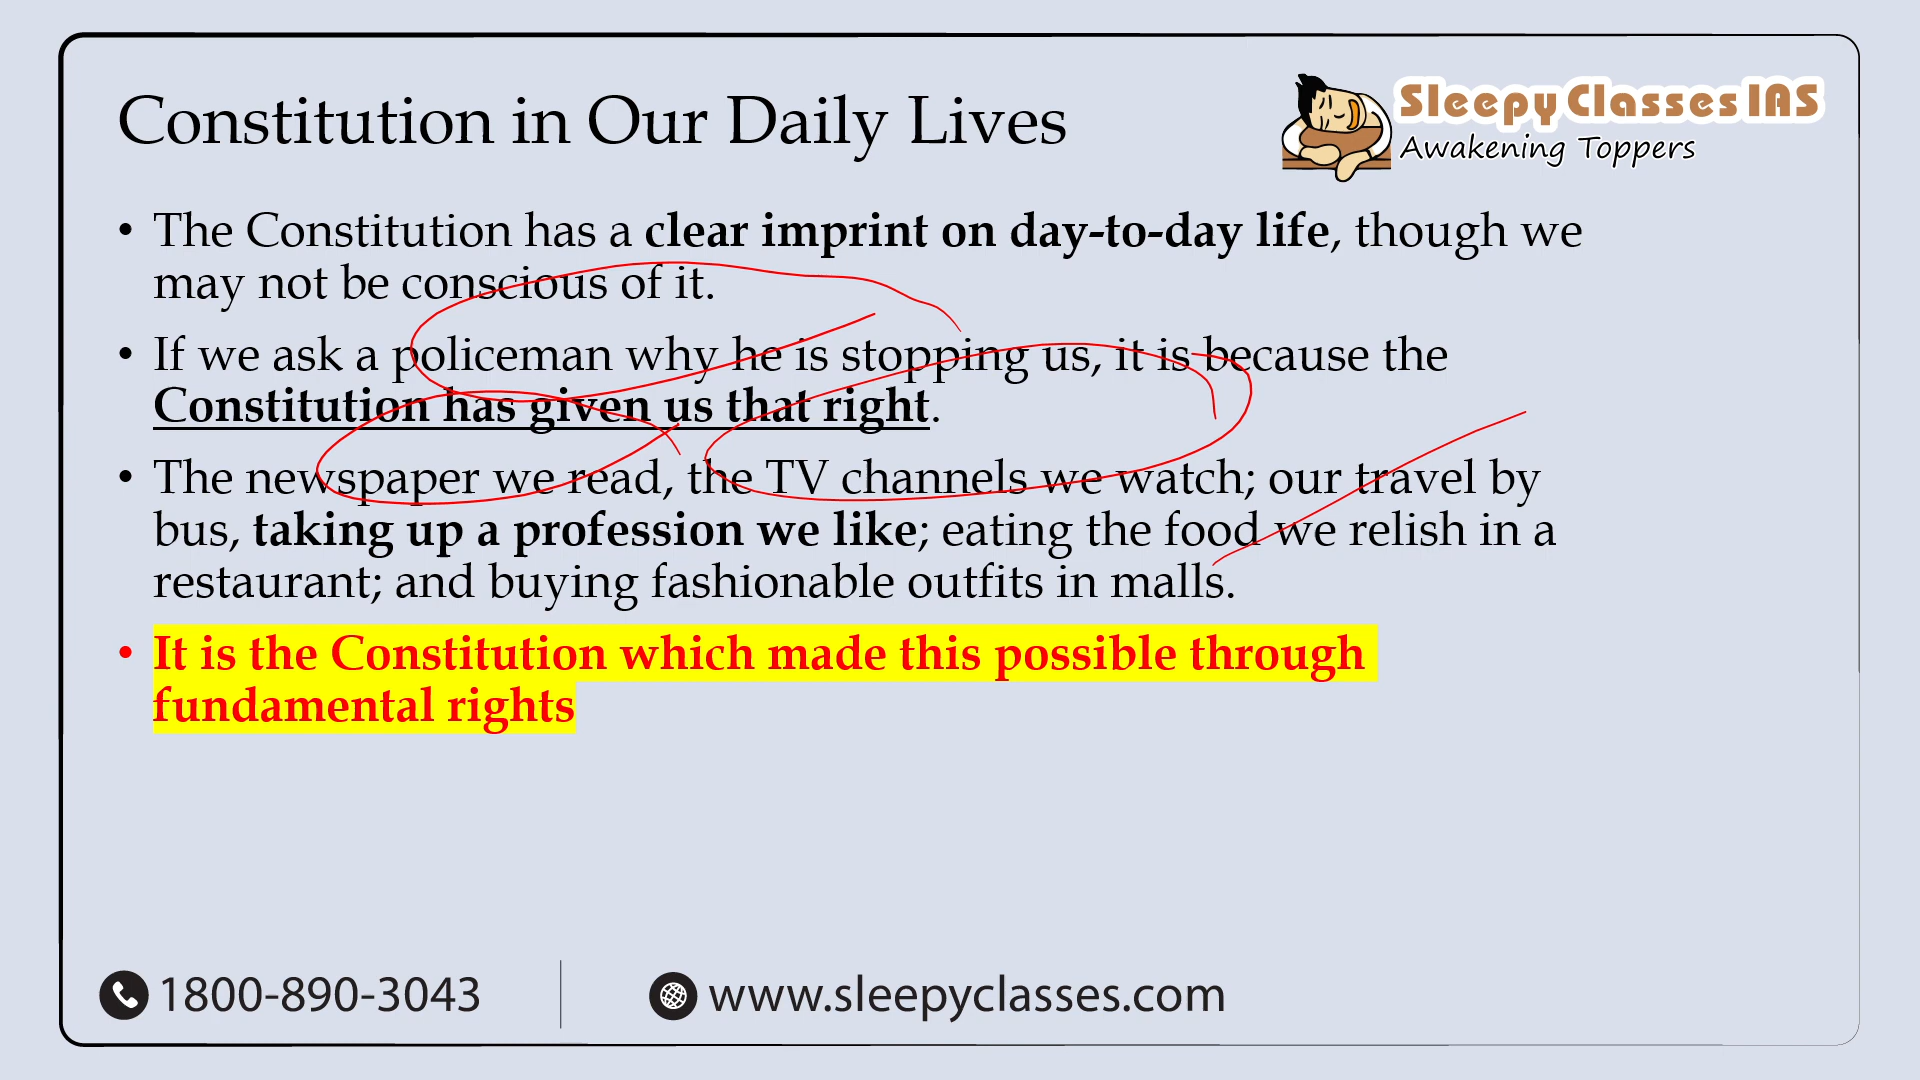 Constitution in Our Daily Lives
Sleepy Classes IAS
Awakening Toppers
• The Constitution has a clear imprint on day-to-day life, though we
may not be conscious of it.
• If we ask a policeman why he is stopping us, it is because the
Constitution has given us that right.
• The newspaper we read, the TV channels we watch; our travel by
bus, taking up a profession we like; eating the food we relish in a
restaurant; and buying fashionable outfits in malls.
• It is the Constitution which made this possible through
fundamental rights
1800-890-3043
www.sleepyclasses.com